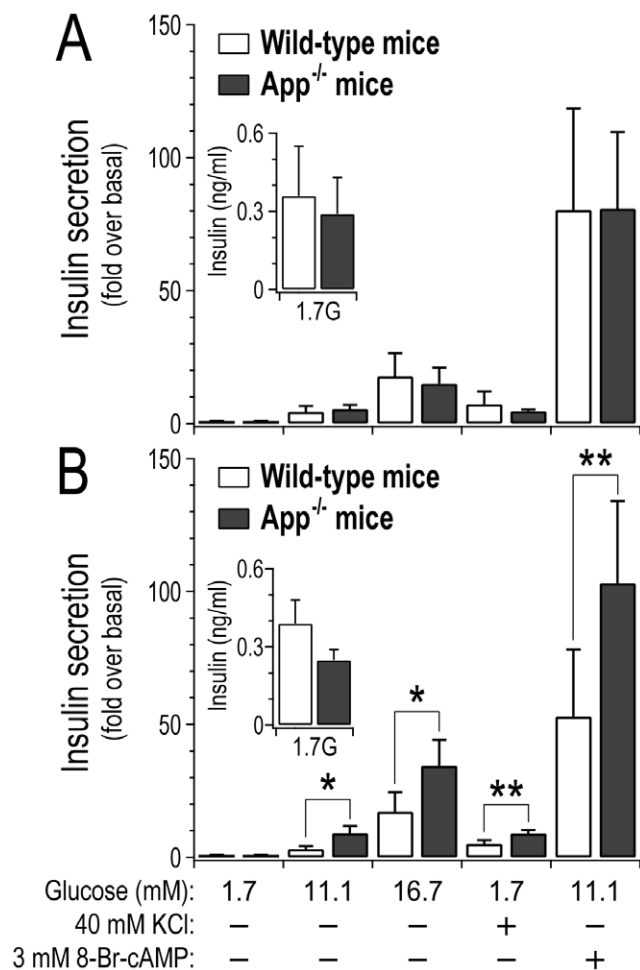 A
150
100
50
0
Insulin secretion
(fold over basal)
Wild-type mice
App-/- mice
0.6
0.3
0
Insulin (ng/ml)
1.7G
B
150
100
50
0
Insulin secretion
(fold over basal)
Wild-type mice
App-/- mice
0.6
0.3
0
Insulin (ng/ml)
1.7G
*
*
**
**
Glucose (mM): 1.7 11.1 16.7 1.7 11.1
40 mM KCl: – – – + –
3 mM 8-Br-cAMP: – – – – +